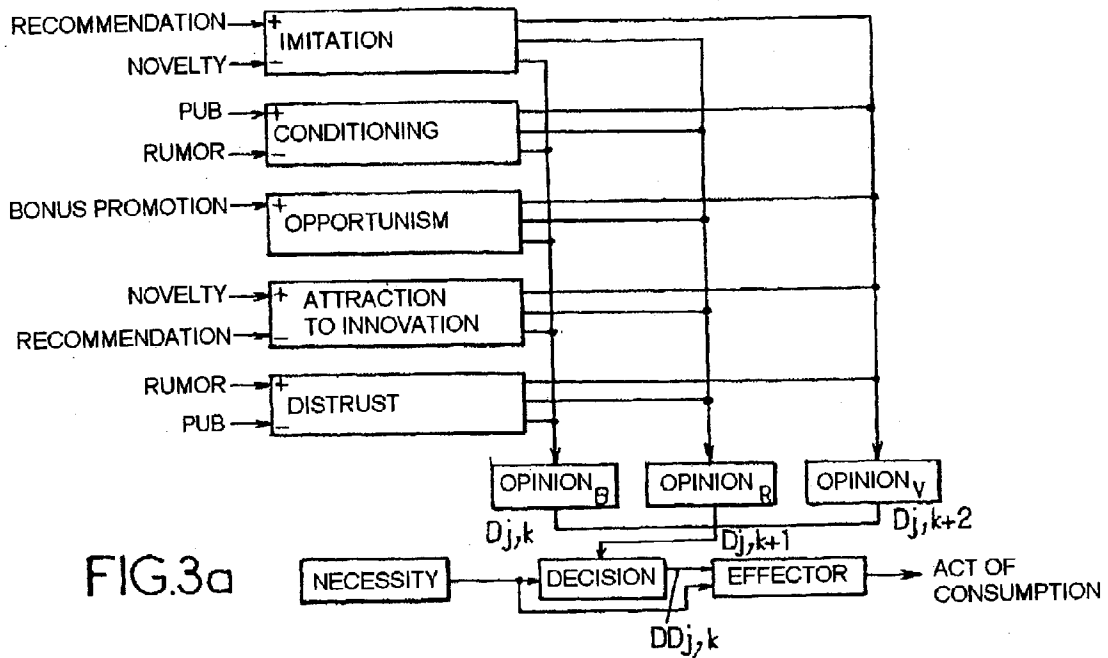 RECOMMENDATION
+
IMITATION
NOVELTY
−
PUB
+
CONDITIONING
RUMOR
−
BONUS PROMOTION
+
OPPORTUNISM
NOVELTY
+
ATTRACTION
TO INNOVATION
RECOMMENDATION
−
RUMOR
+
DISTRUST
PUB
−
OPINION B
OPINION R
OPINION V
Dj,k
Dj,k+1
Dj,k+2
FIG.3a
NECESSITY
DECISION
EFFECTOR
ACT OF
CONSUMPTION
DDj,k